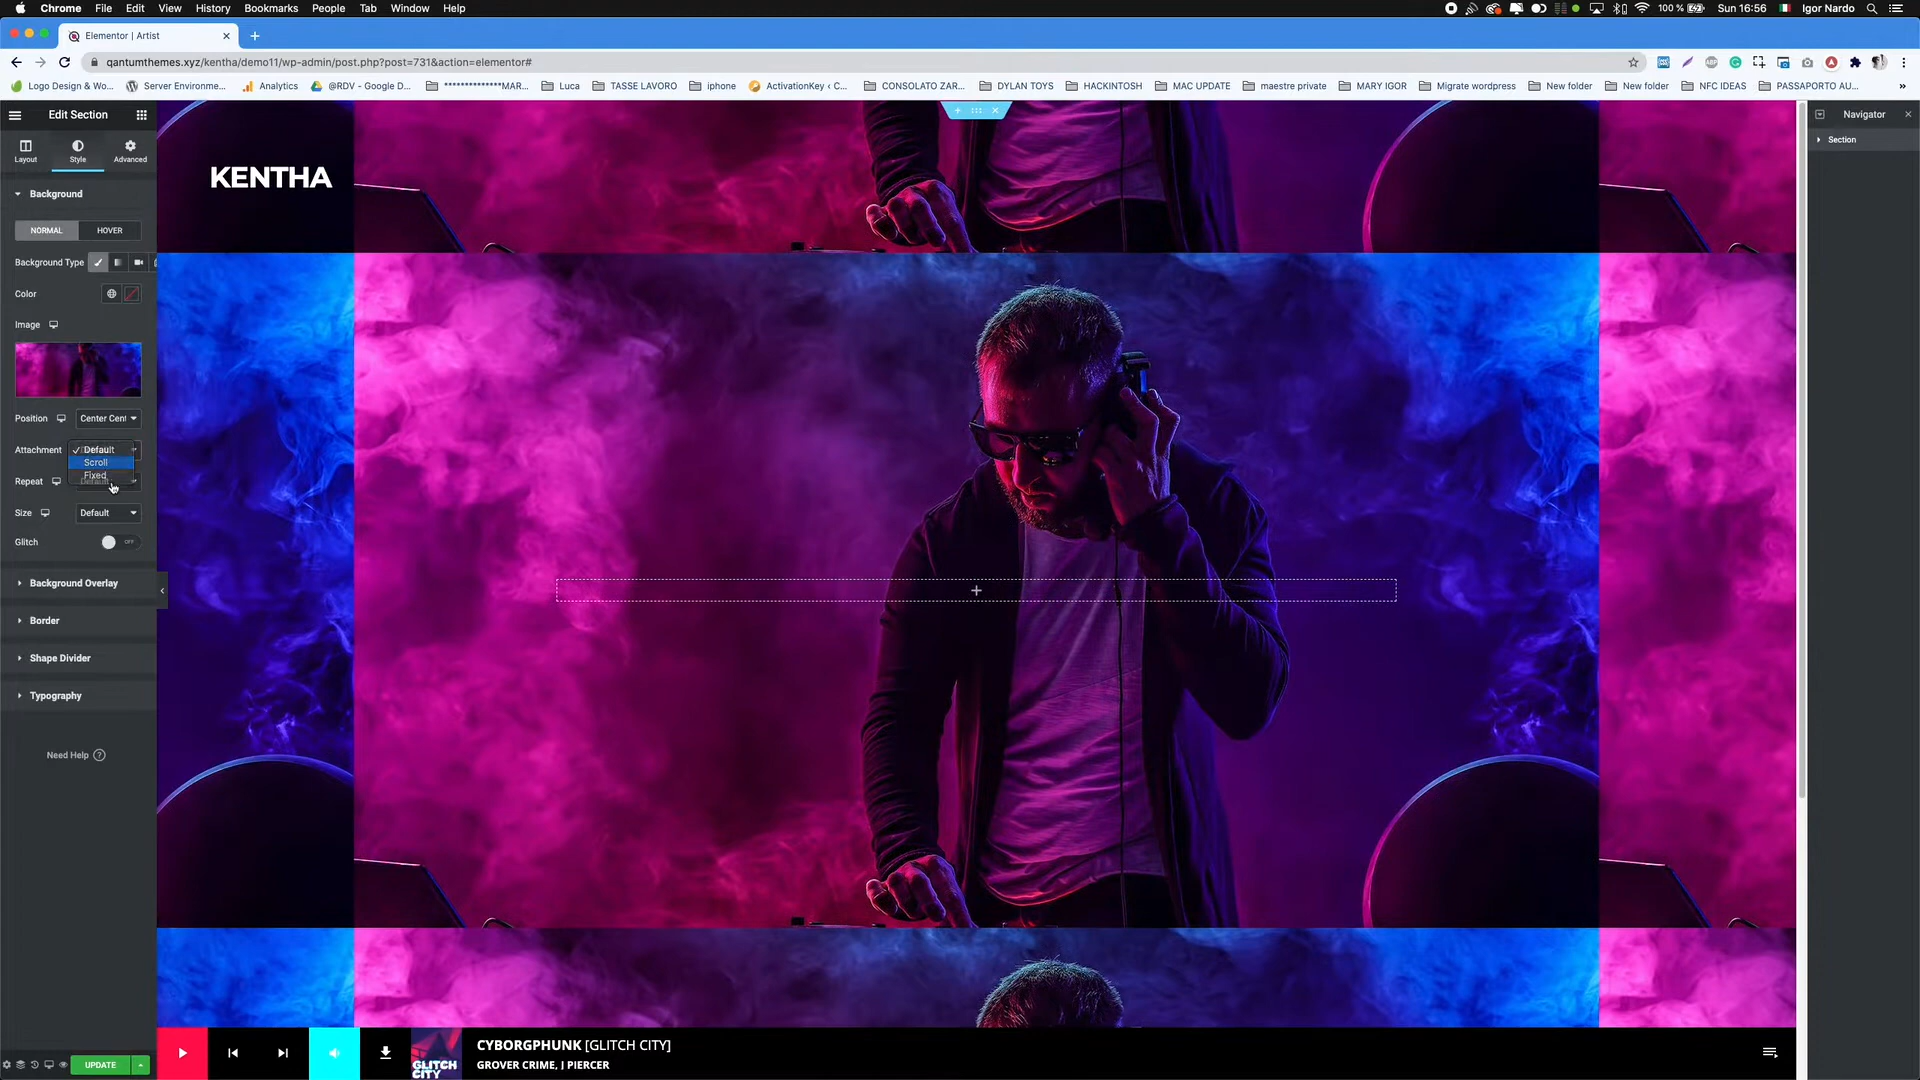 Chrome File Edit View History Bookmarks People Tab Window Help
100 % Sun 16:56 Igor Nardo
Elementor | Artist
qantumthemes.xyz/kentha/demo11/wp-admin/post.php?post=731&action=elementor#
Logo Design & Wo... Server Environme... Analytics @RDV - Google D... ***************MAR... Luca TASSE LAVORO iphone ActivationKey ‹ C... CONSOLATO ZAR... DYLAN TOYS HACKINTOSH MAC UPDATE maestre private MARY IGOR Migrate wordpress New folder New folder NFC IDEAS PASSAPORTO AU... »
Edit Section
Navigator
Section
Layout Style Advanced
KENTHA
Background
NORMAL HOVER
Background Type
Color
Image
Position Center Cent
Attachment Default
Scroll
Fixed
Repeat
Size Default
Glitch OFF
Background Overlay
Border
Shape Divider
Typography
Need Help ?
CYBORGPHUNK [GLITCH CITY]
GROVER CRIME, J PIERCER
GLITCH
CITY
UPDATE